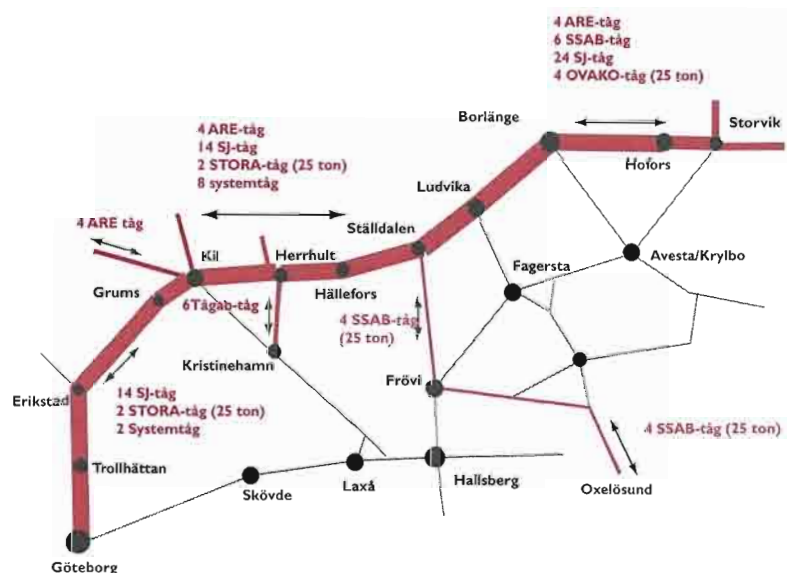 4 ARE-tåg
6 SSAB-tåg
24 SJ-tåg
4 OVAKO-tåg (25 ton)
Borlänge
Storvik
Hofors
4 ARE-tåg
14 SJ-tåg
2 STORA-tåg (25 ton)
8 systemtåg
Ludvika
Ställdalen
4 ARE tåg
Kil
Herrhult
Hällefors
Grums
6Tågab-tåg
Fagersta
Avesta/Krylbo
4 SSAB-tåg
(25 ton)
Kristinehamn
Frövi
Erikstad
14 SJ-tåg
2 STORA-tåg (25 ton)
2 Systemtåg
4 SSAB-tåg (25 ton)
Trollhättan
Skövde
Laxå
Hallsberg
Oxelösund
Göteborg